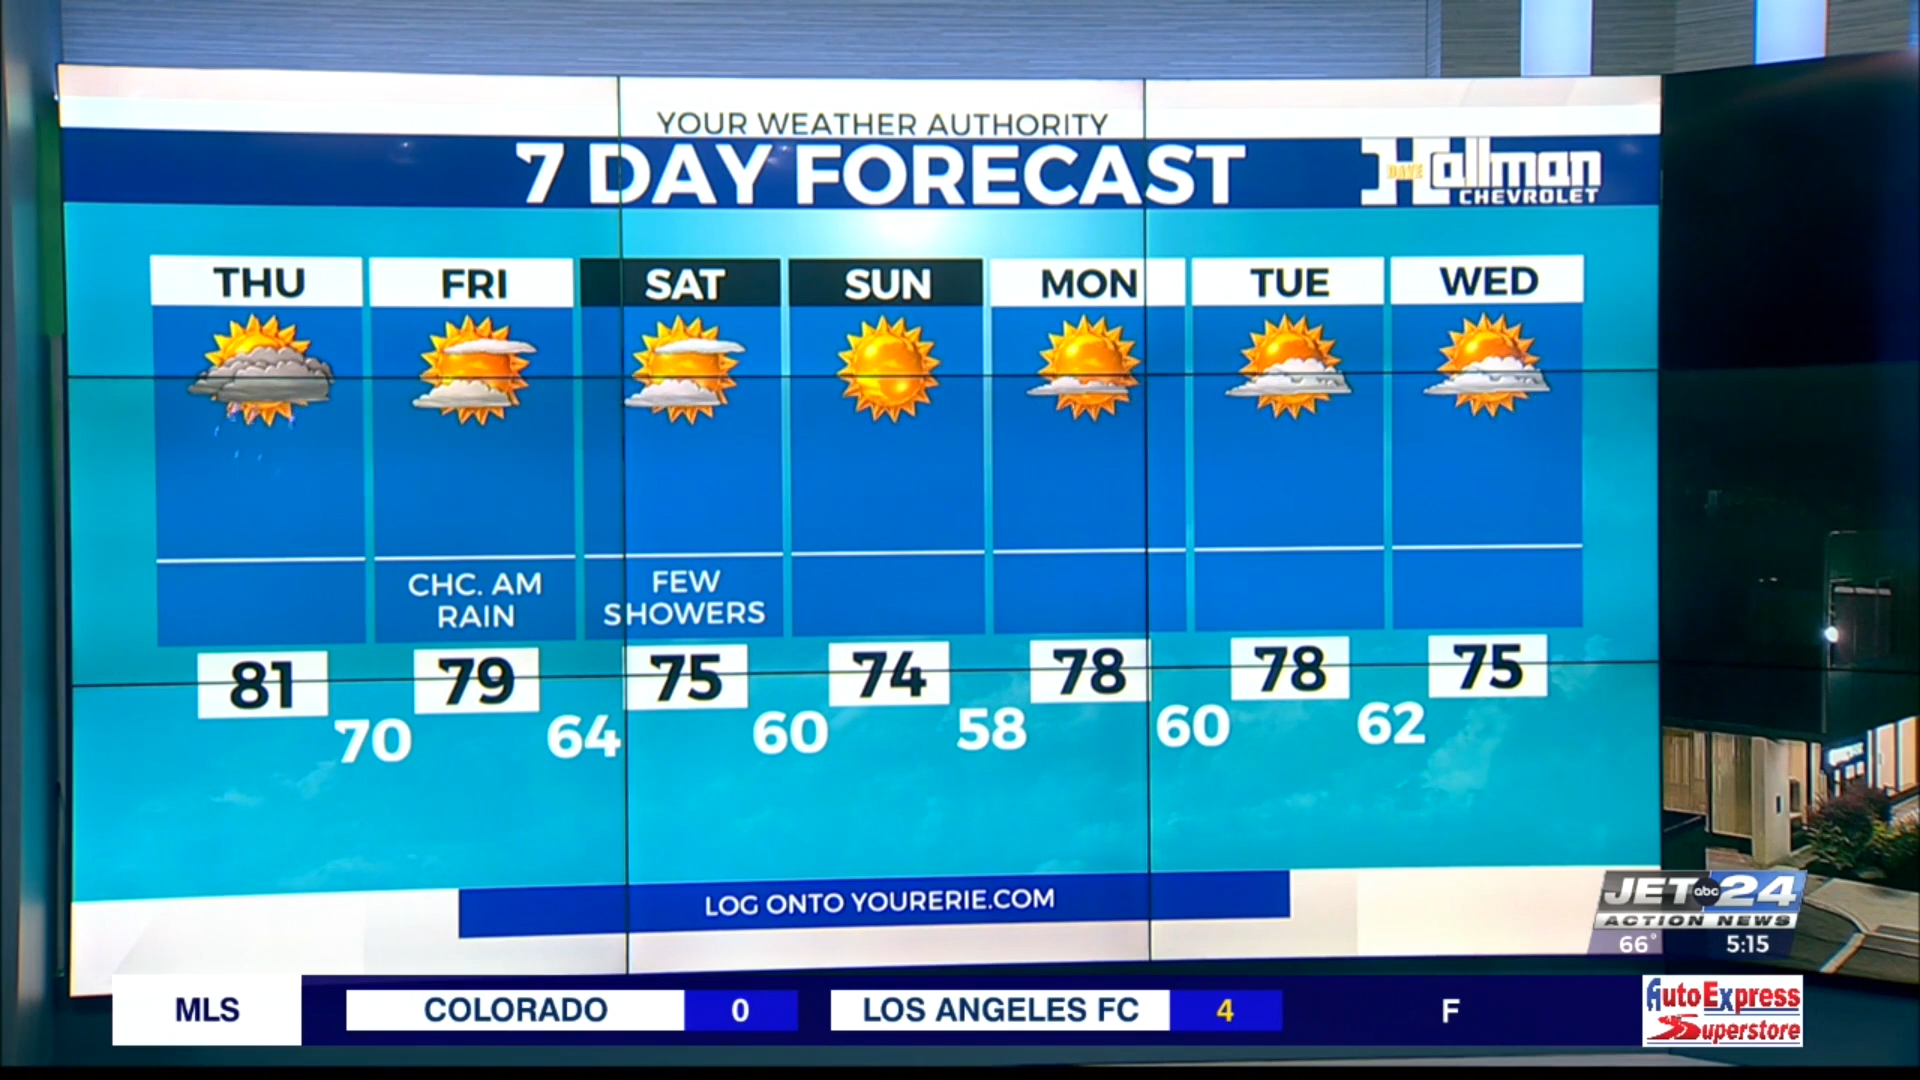 YOUR WEATHER AUTHORITY
7 DAY FORECAST
DAVE Hallman
CHEVROLET
THU FRI SAT SUN MON TUE WED
CHC. AM
RAIN
FEW
SHOWERS
81 79 75 74 78 78 75
70 64 60 58 60 62
LOG ONTO YOURERIE.COM
JET abc 24
ACTION NEWS
66° 5:15
MLS COLORADO 0 LOS ANGELES FC 4 F
AutoExpress
Superstore